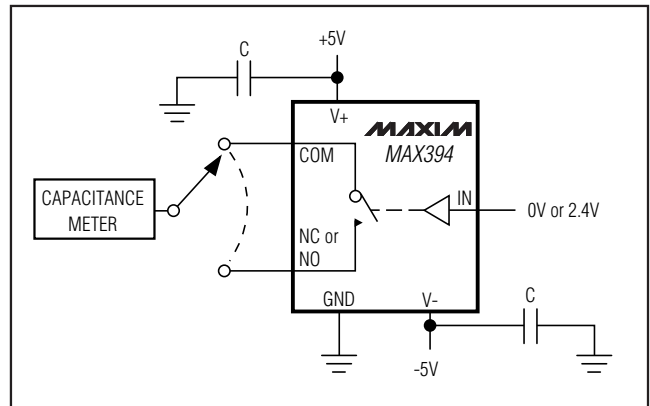 +5V
C
V+
MAXIM
MAX394
COM
CAPACITANCE
METER
IN
0V or 2.4V
NC or
NO
GND
V-
C
-5V